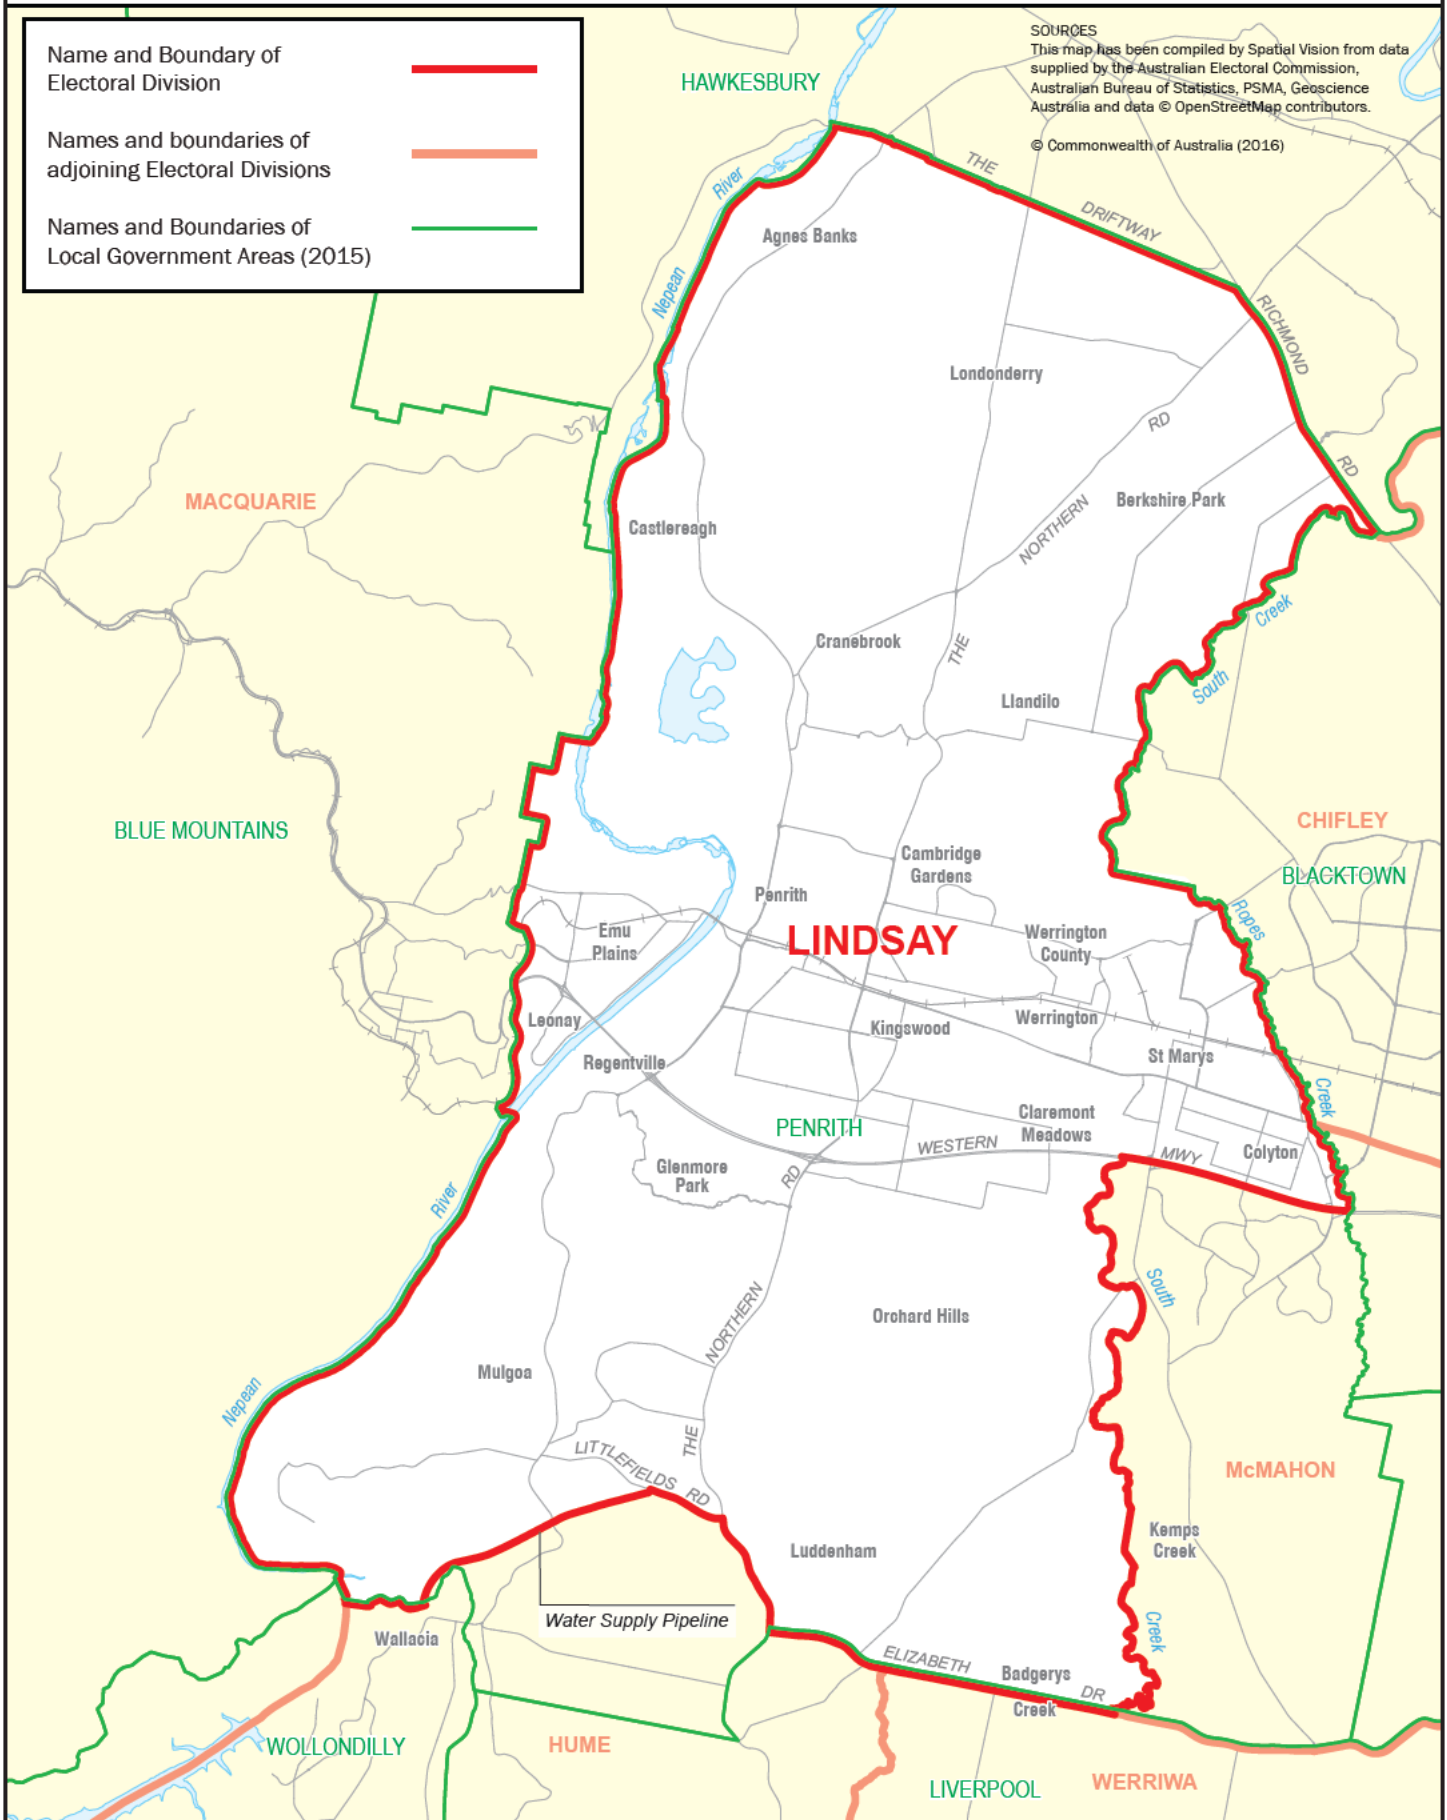 Name and Boundary of
Electoral Division
Names and boundaries of
adjoining Electoral Divisions
Names and Boundaries of
Local Government Areas (2015)
SOURCES
This map has been compiled by Spatial Vision from data
supplied by the Australian Electoral Commission,
Australian Bureau of Statistics, PSMA, Geoscience
Australia and data © OpenStreetMap contributors.
© Commonwealth of Australia (2016)
HAWKESBURY
THE
DRIFTWAY
River
Nepean
Agnes Banks
RICHMOND
RD
Londonderry
RD
NORTHERN
THE
Berkshire Park
MACQUARIE
Castlereagh
Creek
South
Cranebrook
Llandilo
CHIFLEY
BLUE MOUNTAINS
BLACKTOWN
Cambridge
Gardens
Penrith
Ropes
Emu
Plains
LINDSAY
Werrington
County
Leonay
Kingswood
Werrington
Regentville
St Marys
Creek
Claremont
Meadows
PENRITH
WESTERN
MWY
Colyton
Glenmore
Park
RD
River
South
NORTHERN
Orchard Hills
Mulgoa
Nepean
THE
LITTLEFIELDS
RD
McMAHON
Kemps
Creek
Luddenham
Water Supply Pipeline
Creek
Wallacia
ELIZABETH
DR
Badgerys
Creek
WOLLONDILLY
HUME
LIVERPOOL
WERRIWA